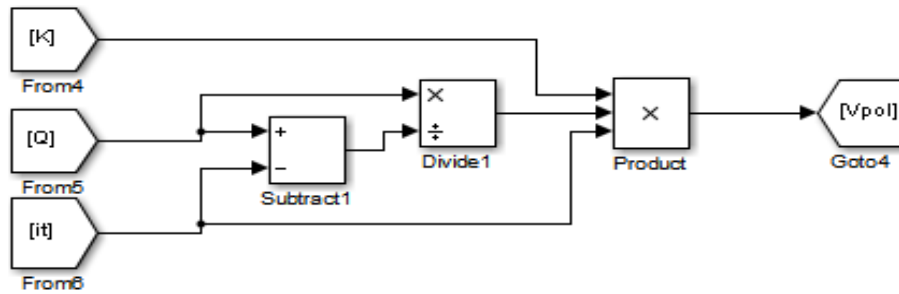 [K]
From4
[Q]
From5
[it]
From6
+
−
Subtract1
×
÷
Divide1
×
Product
[Vpol]
Goto4